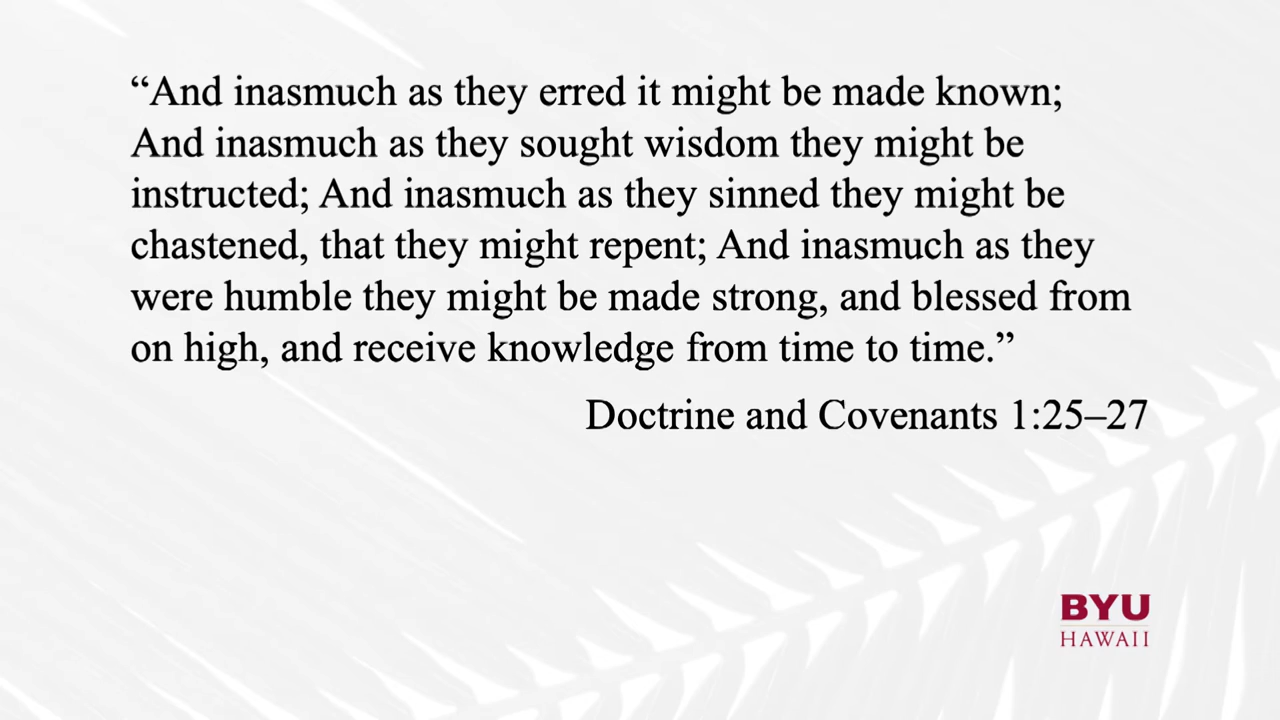 “And inasmuch as they erred it might be made known;
And inasmuch as they sought wisdom they might be
instructed; And inasmuch as they sinned they might be
chastened, that they might repent; And inasmuch as they
were humble they might be made strong, and blessed from
on high, and receive knowledge from time to time.”
Doctrine and Covenants 1:25–27
BYU
HAWAII